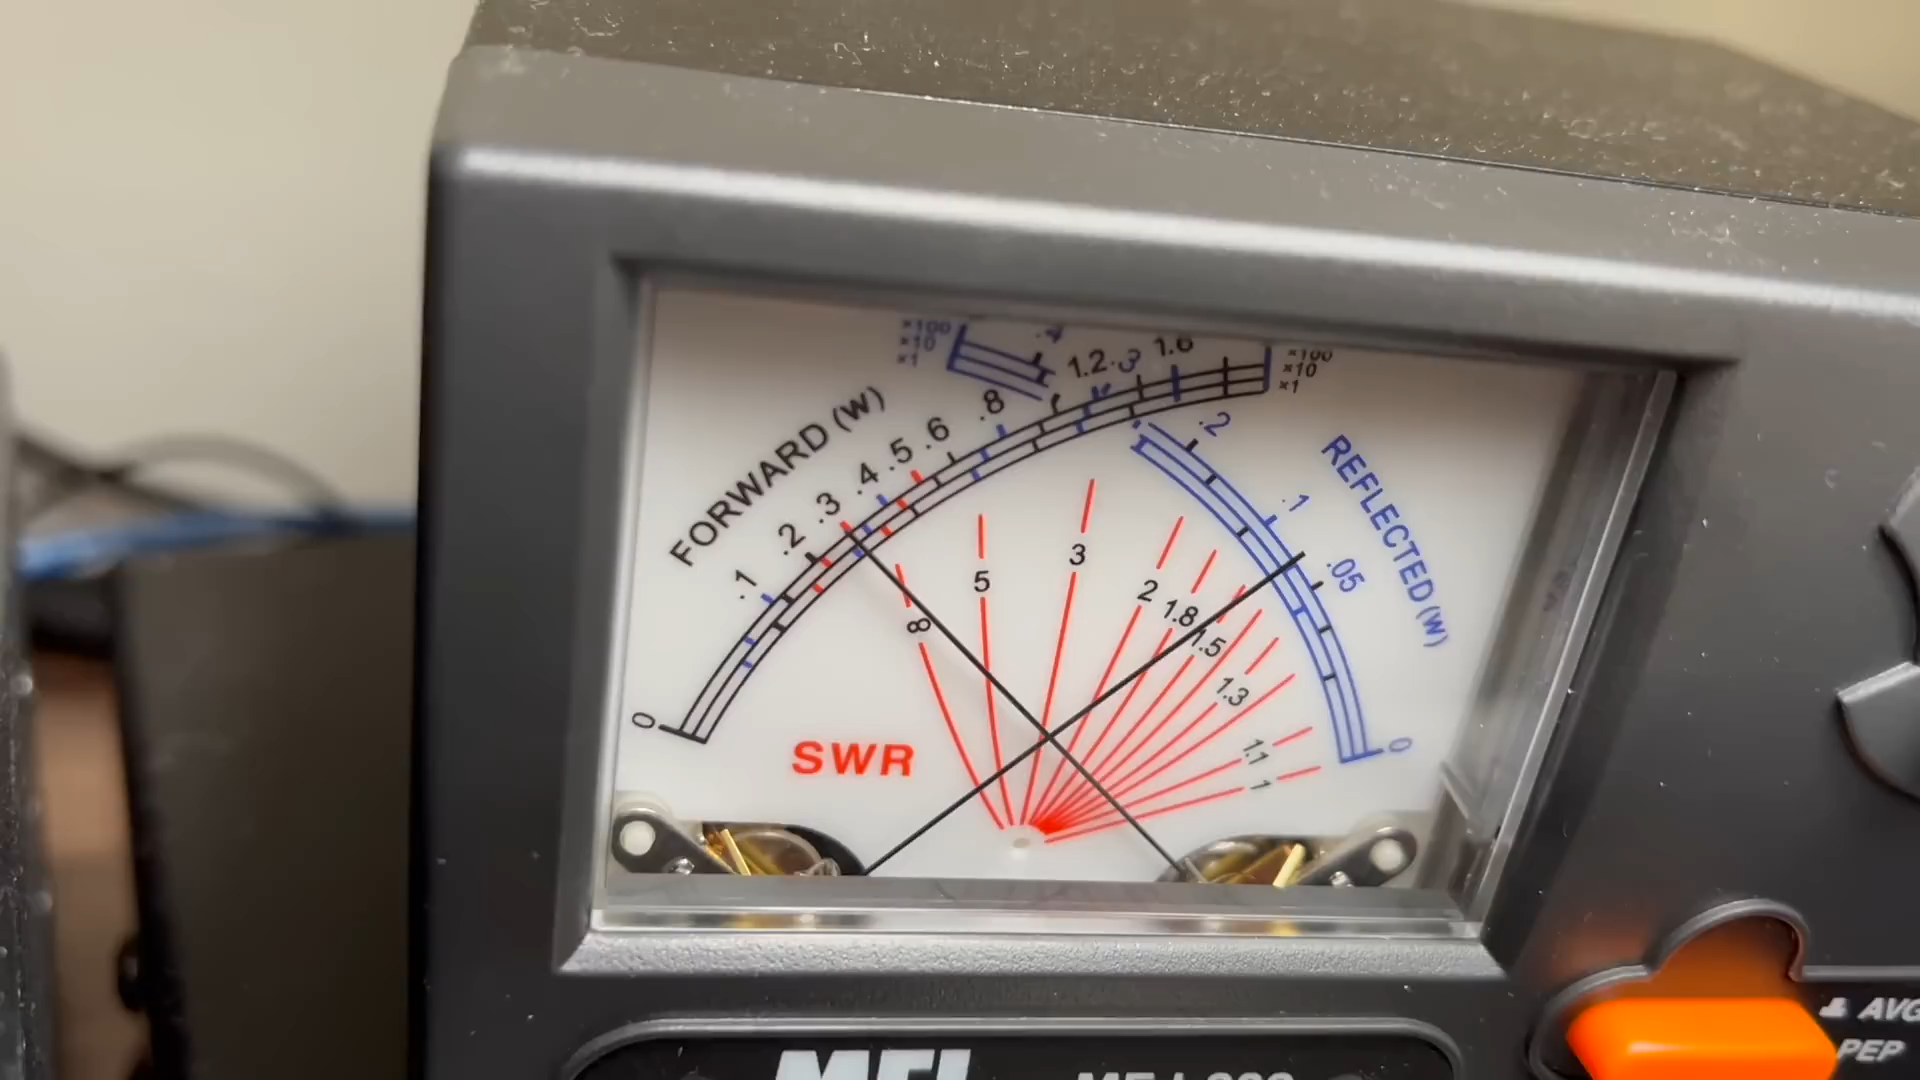 ×100
×10
×1
.4
1.2 .3 1.6
×100
×10
×1
FORWARD (W)
.1 .2 .3 .4 .5 .6 .8
.2 .1 .05
REFLECTED (W)
8 5 3 2 1.8 1.5 1.3 1.1 1
0
0
SWR
AVG
PEP
MFJ